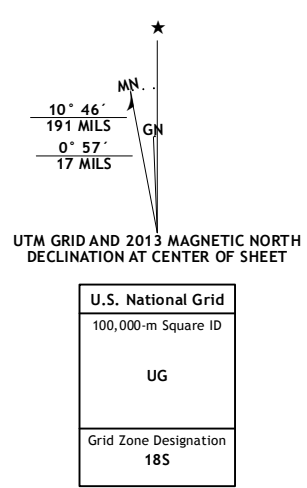 ★
MN
10° 46´
191 MILS
GN
0° 57´
17 MILS
UTM GRID AND 2013 MAGNETIC NORTH
DECLINATION AT CENTER OF SHEET
U.S. National Grid
100,000-m Square ID
UG
Grid Zone Designation
18S